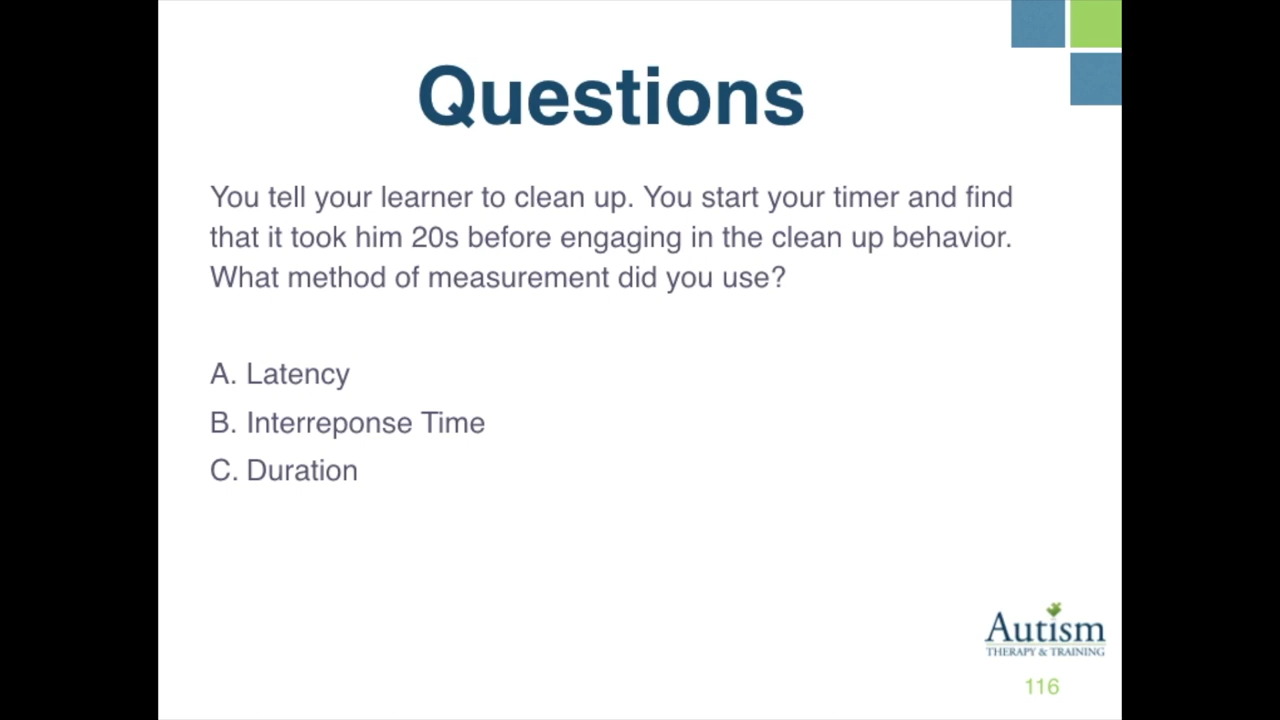 Questions
You tell your learner to clean up. You start your timer and find
that it took him 20s before engaging in the clean up behavior.
What method of measurement did you use?
A. Latency
B. Interreponse Time
C. Duration
Autism
THERAPY & TRAINING
116